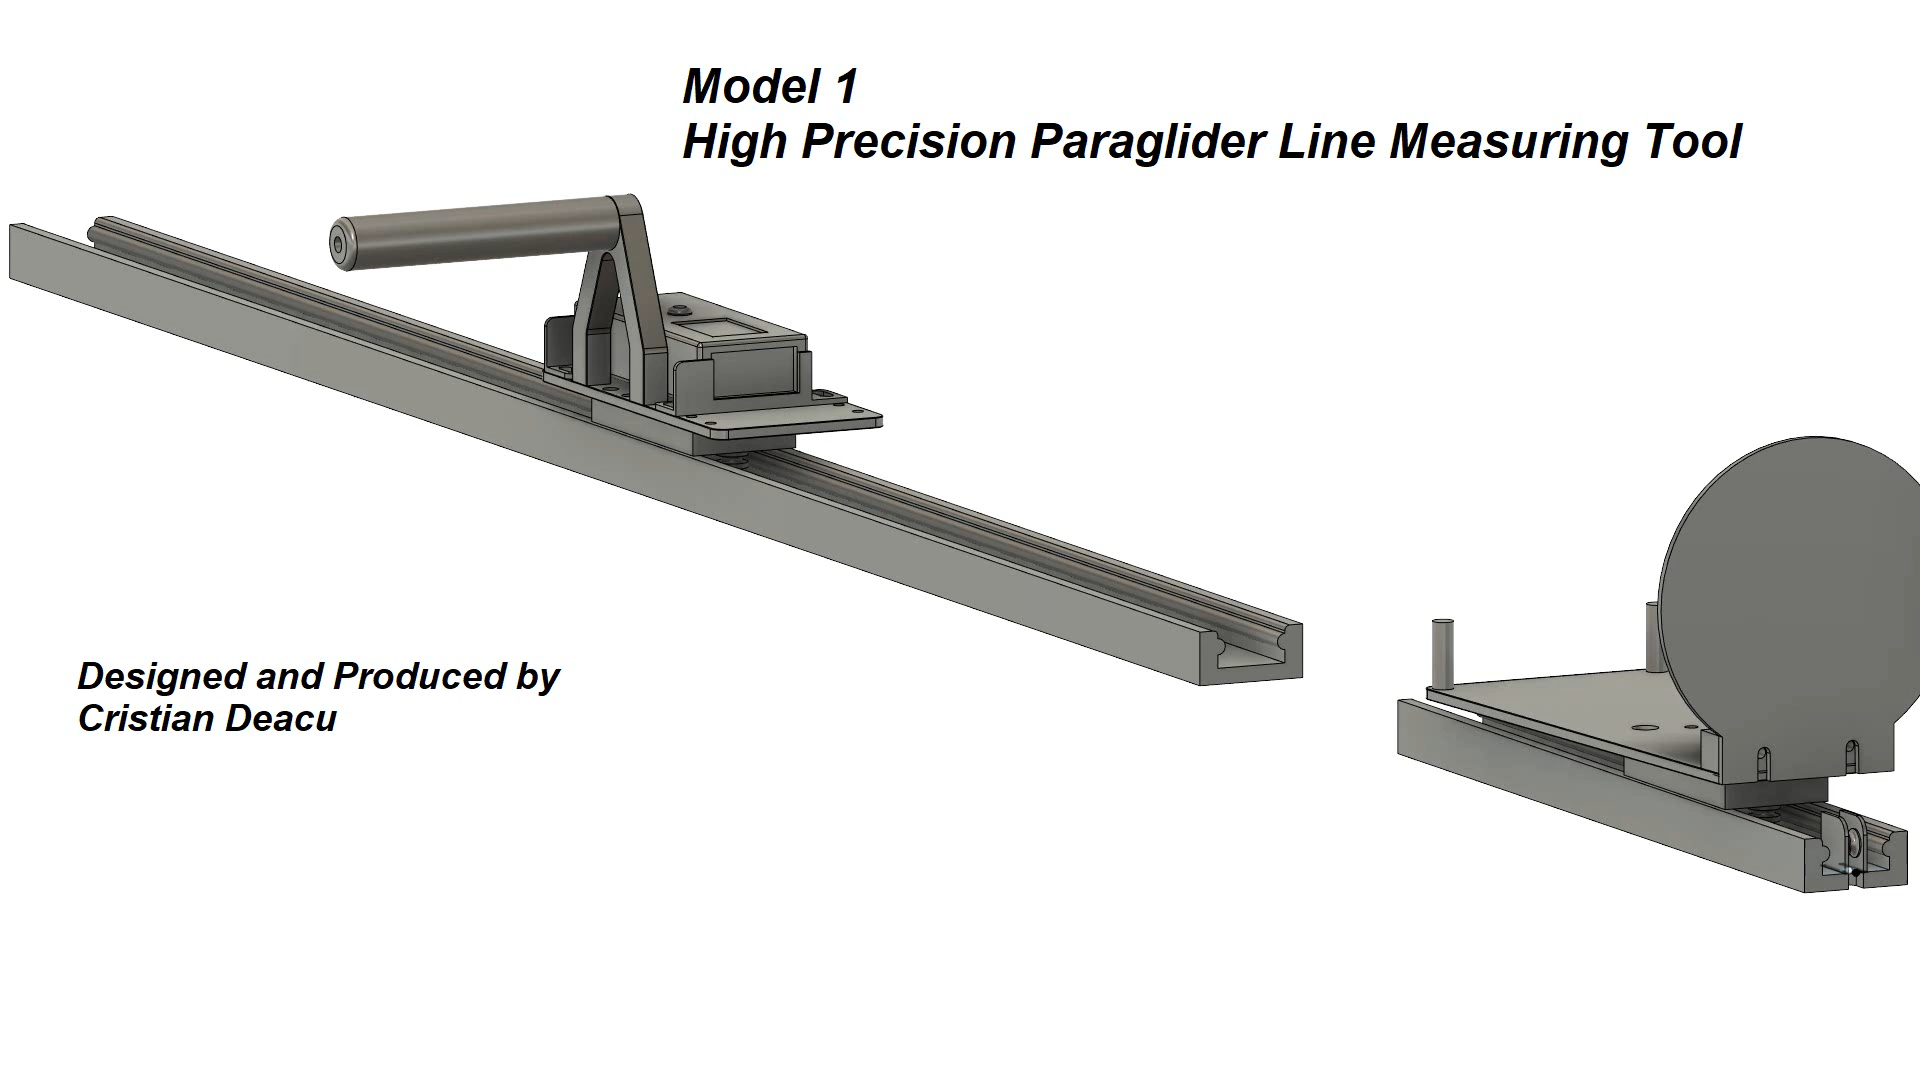 Model 1
High Precision Paraglider Line Measuring Tool
Designed and Produced by
Cristian Deacu